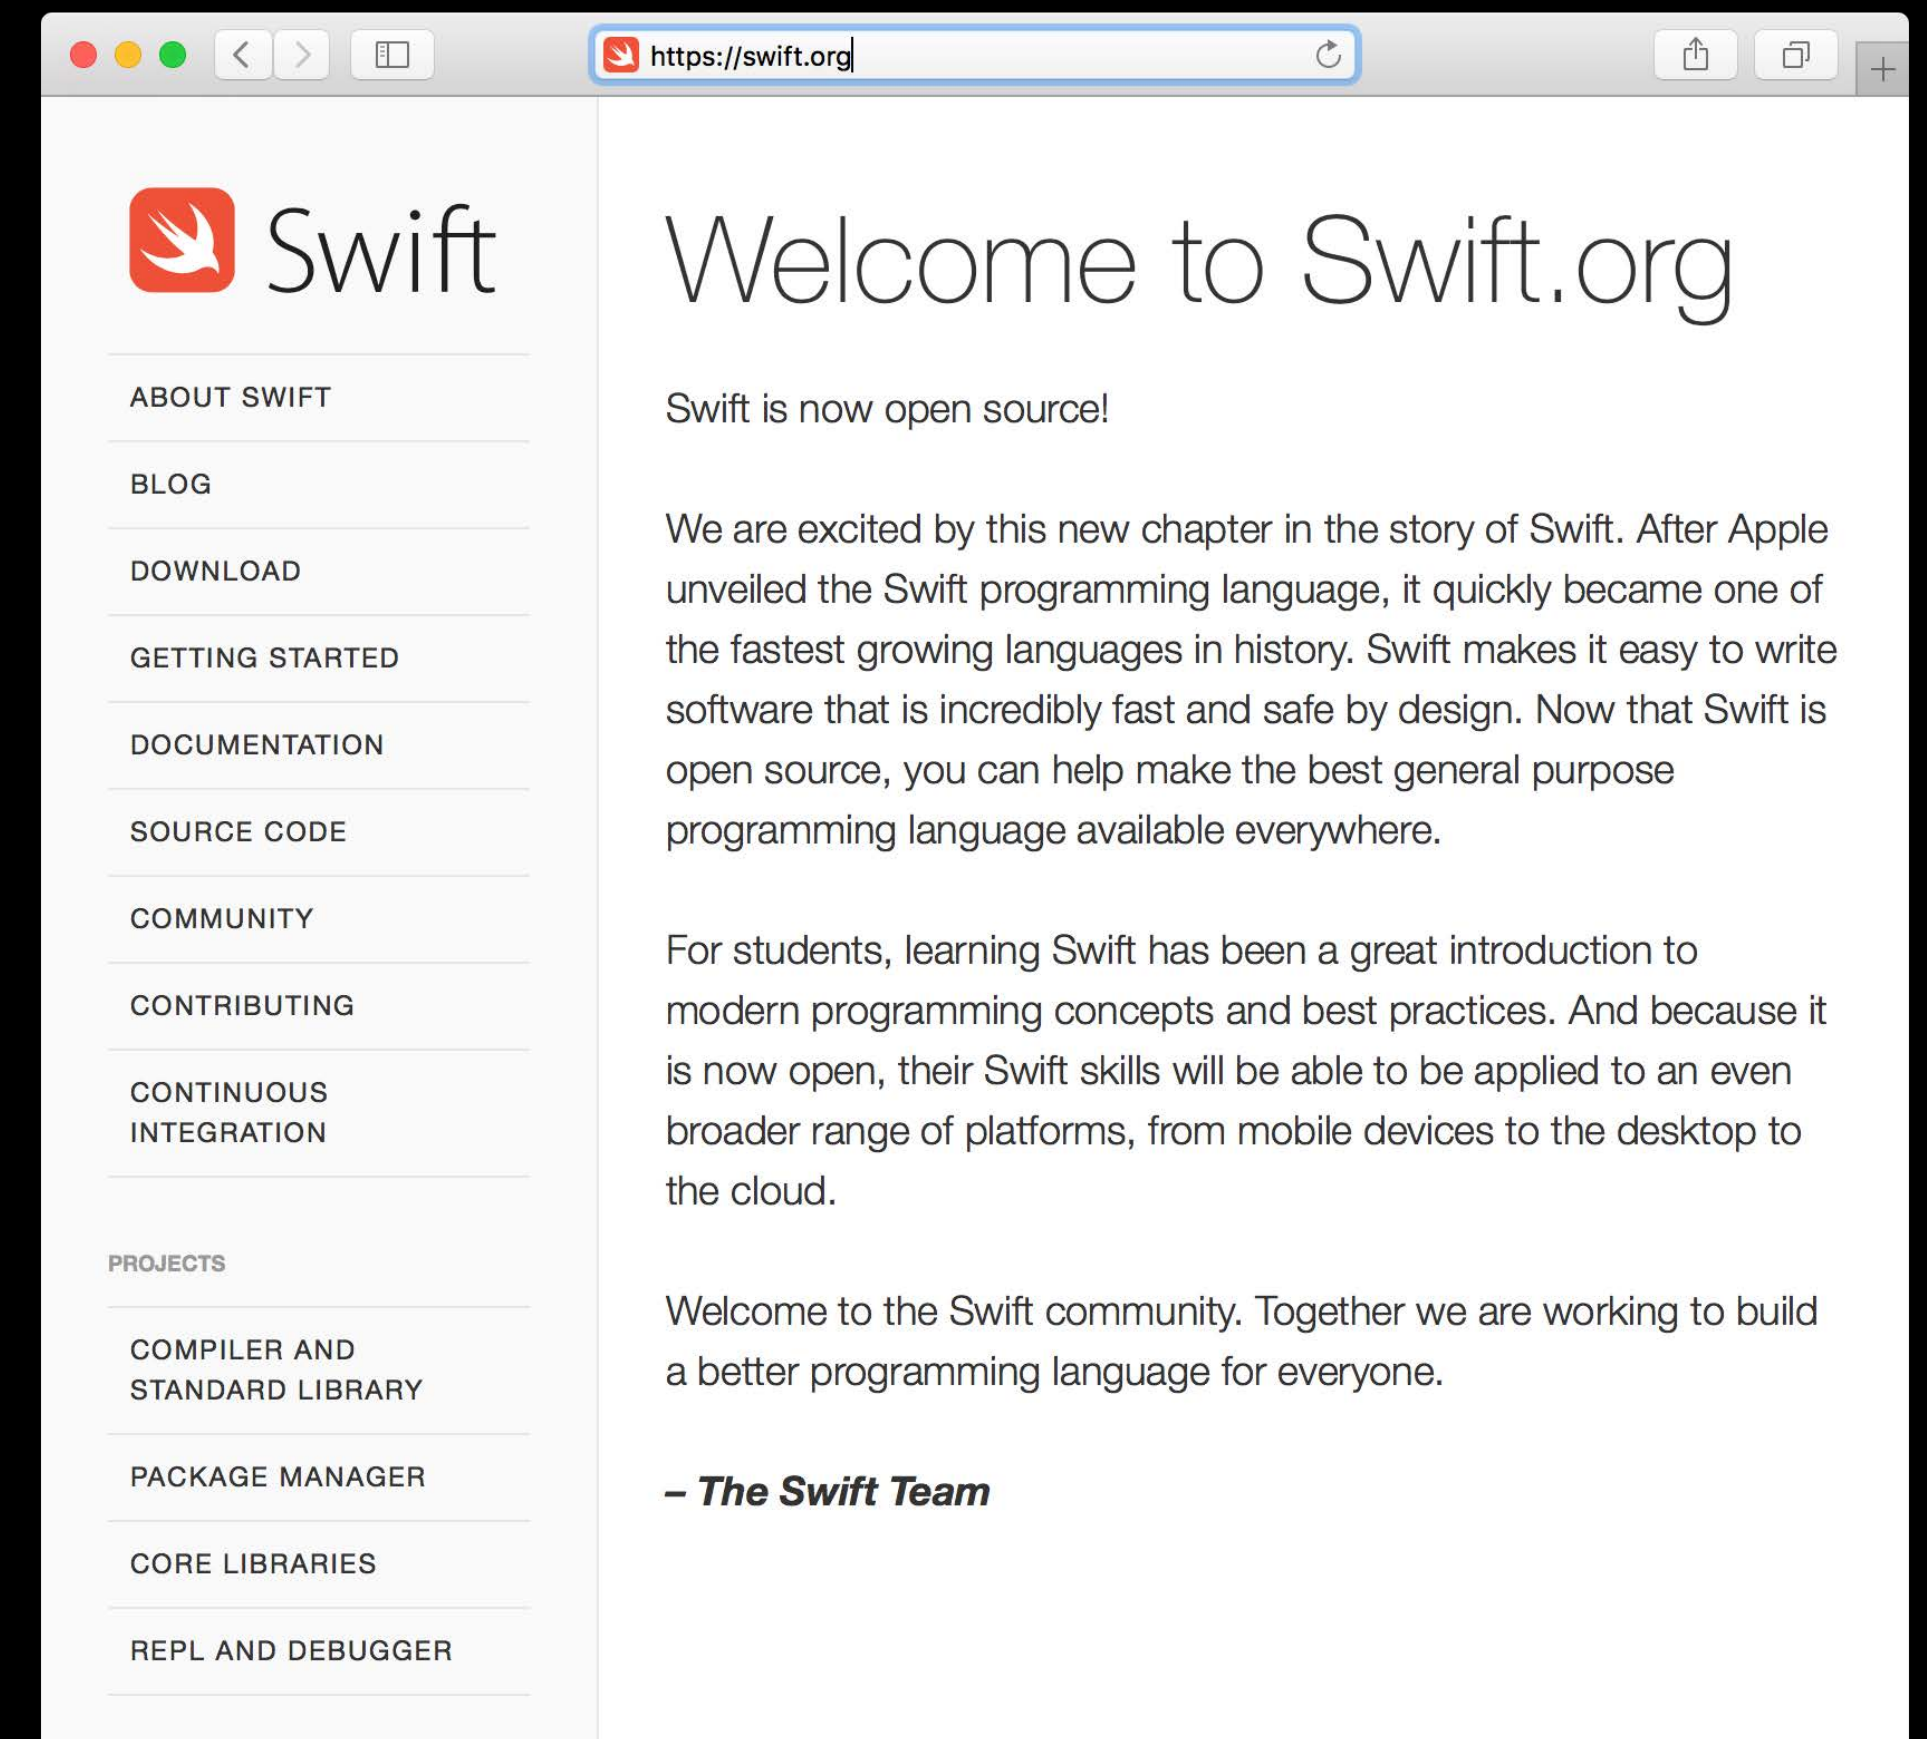 https://swift.org
Swift
ABOUT SWIFT
BLOG
DOWNLOAD
GETTING STARTED
DOCUMENTATION
SOURCE CODE
COMMUNITY
CONTRIBUTING
CONTINUOUS
INTEGRATION
PROJECTS
COMPILER AND
STANDARD LIBRARY
PACKAGE MANAGER
CORE LIBRARIES
REPL AND DEBUGGER
Welcome to Swift.org
Swift is now open source!
We are excited by this new chapter in the story of Swift. After Apple
unveiled the Swift programming language, it quickly became one of
the fastest growing languages in history. Swift makes it easy to write
software that is incredibly fast and safe by design. Now that Swift is
open source, you can help make the best general purpose
programming language available everywhere.
For students, learning Swift has been a great introduction to
modern programming concepts and best practices. And because it
is now open, their Swift skills will be able to be applied to an even
broader range of platforms, from mobile devices to the desktop to
the cloud.
Welcome to the Swift community. Together we are working to build
a better programming language for everyone.
– The Swift Team